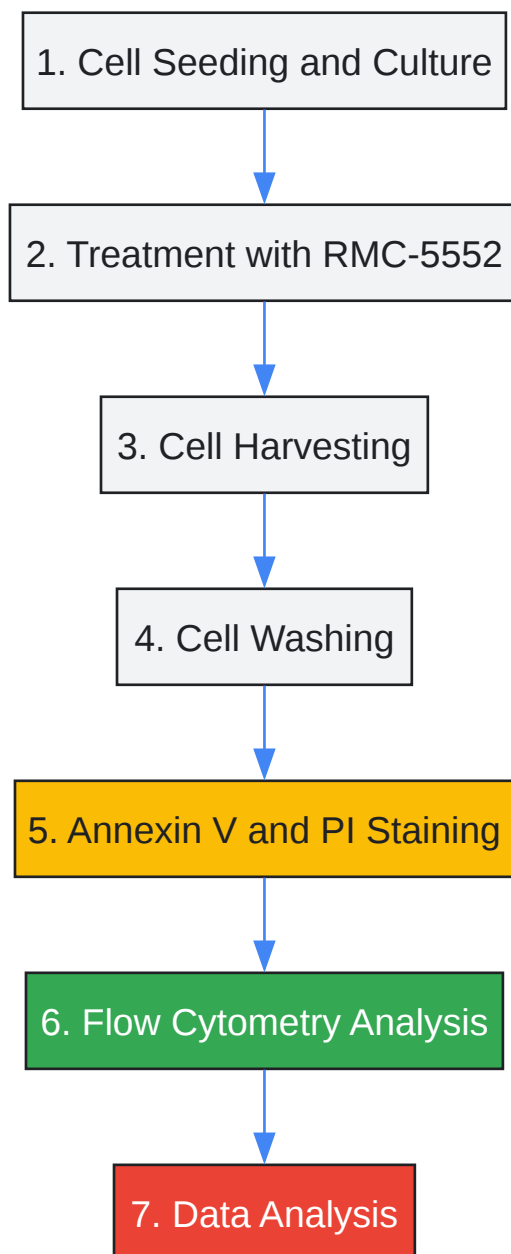 1. Cell Seeding and Culture
2. Treatment with RMC-5552
3. Cell Harvesting
4. Cell Washing
5. Annexin V and PI Staining
6. Flow Cytometry Analysis
7. Data Analysis